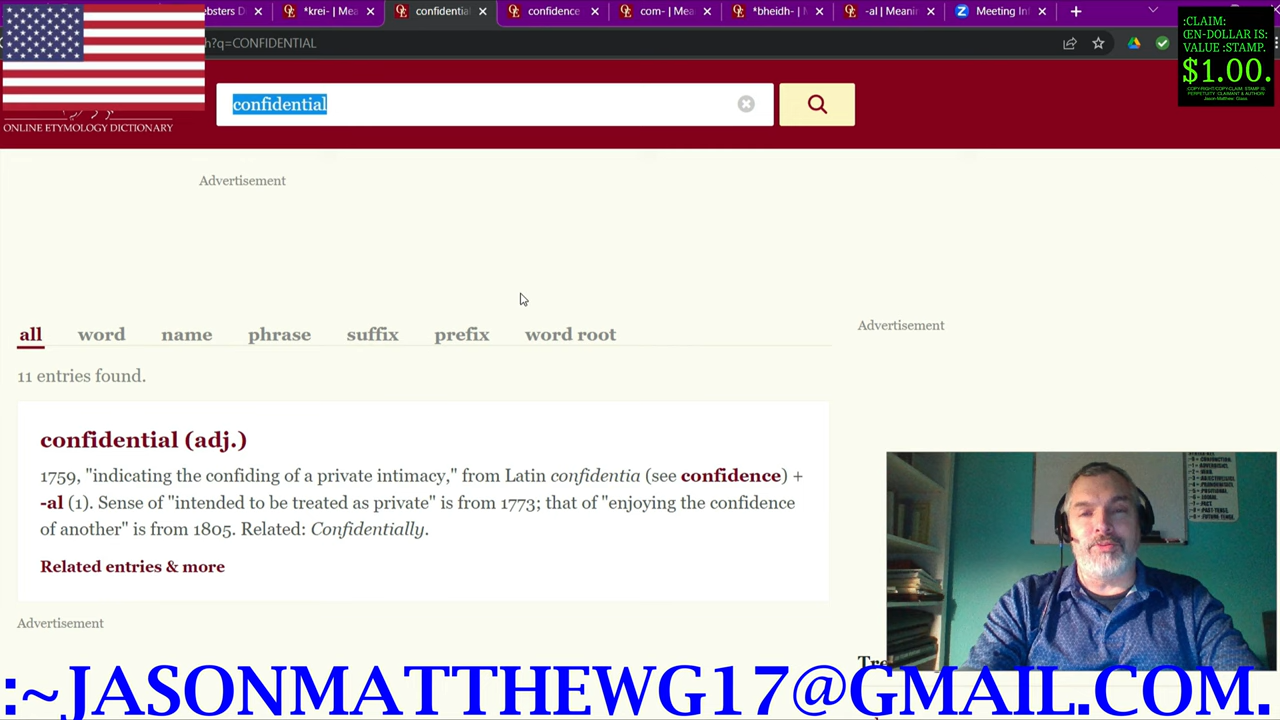 ebsters D
*krei- | Mea
confidential
confidence
com- | Mea
*bheidh- | M
-al | Meanin
Meeting Inf
h?q=CONFIDENTIAL
:CLAIM:
ŒN-DOLLAR IS:
VALUE :STAMP.
$1.00.
confidential
ONLINE ETYMOLOGY DICTIONARY
Advertisement
all word name phrase suffix prefix word root
11 entries found.
Advertisement
confidential (adj.)
1759, "indicating the confiding of a private intimacy," from Latin confidentia (see confidence) +
-al (1). Sense of "intended to be treated as private" is from 1773; that of "enjoying the confidence
of another" is from 1805. Related: Confidentially.
Related entries & more
Advertisement
:~JASONMATTHEWG17@GMAIL.COM.